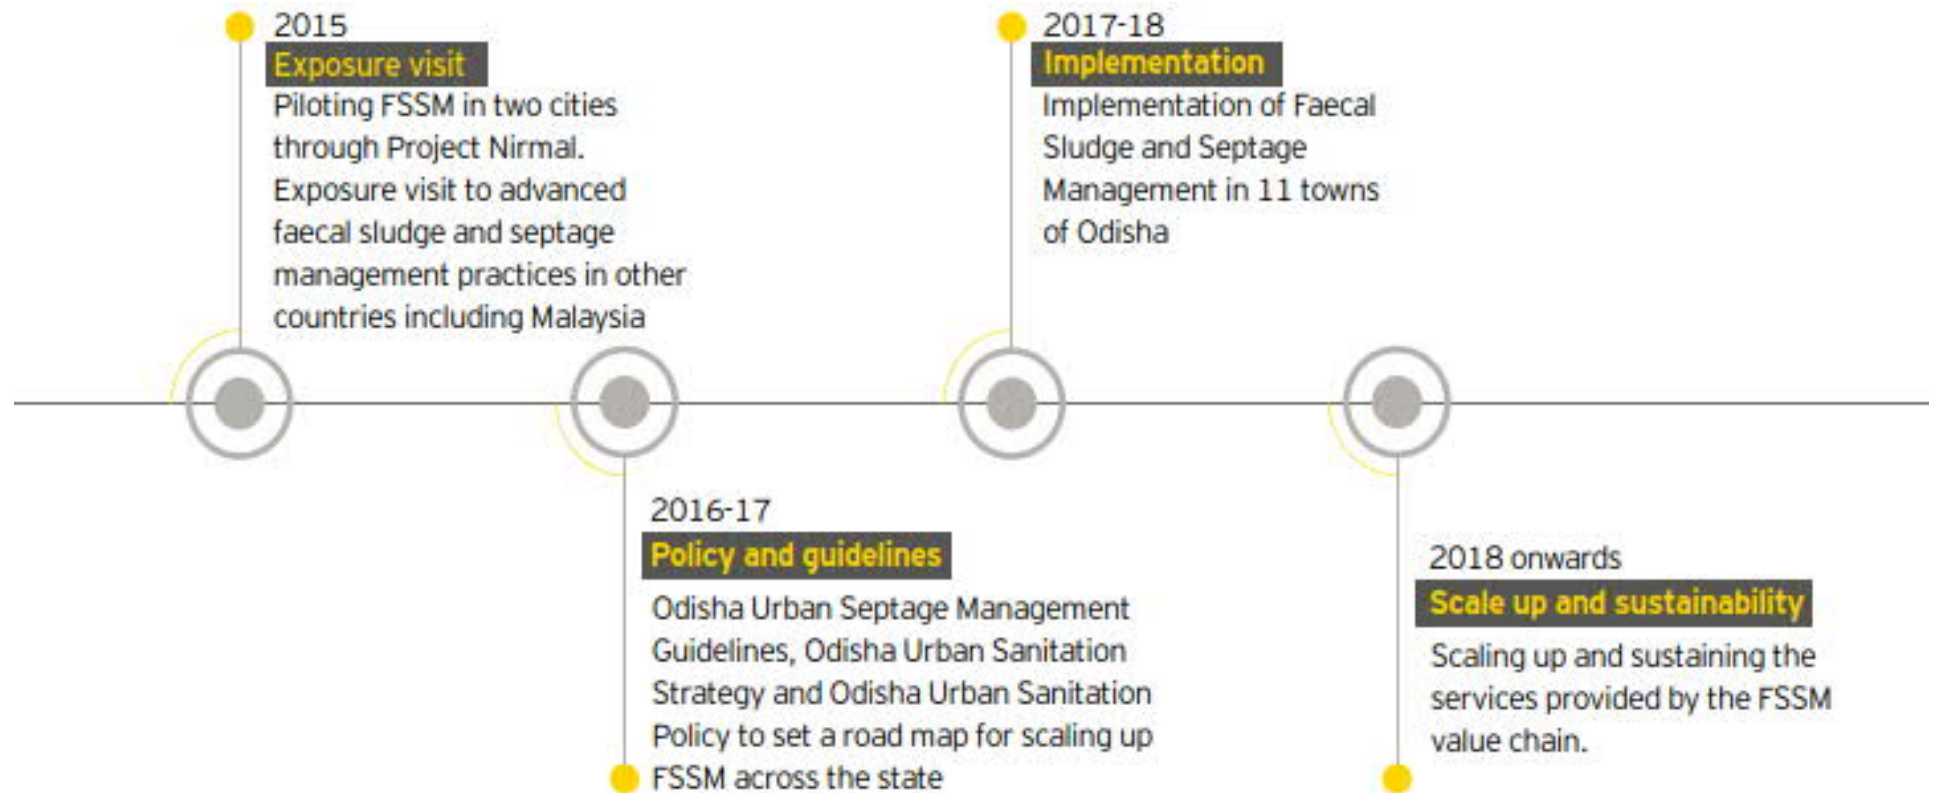 2015
Exposure visit
Piloting FSSM in two cities
through Project Nirmal.
Exposure visit to advanced
faecal sludge and septage
management practices in other
countries including Malaysia
2016-17
Policy and guidelines
Odisha Urban Septage Management
Guidelines, Odisha Urban Sanitation
Strategy and Odisha Urban Sanitation
Policy to set a road map for scaling up
FSSM across the state
2017-18
Implementation
Implementation of Faecal
Sludge and Septage
Management in 11 towns
of Odisha
2018 onwards
Scale up and sustainability
Scaling up and sustaining the
services provided by the FSSM
value chain.